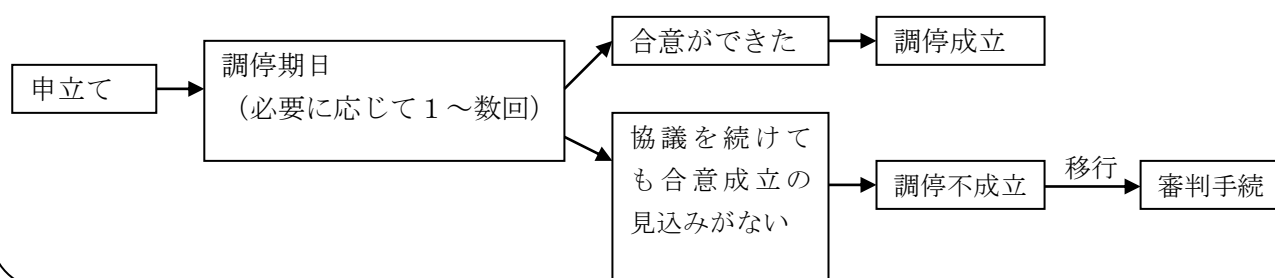 申立て
調停期日
（必要に応じて１～数回）
合意ができた
調停成立
協議を続けて
も合意成立の
見込みがない
調停不成立
移行
審判手続